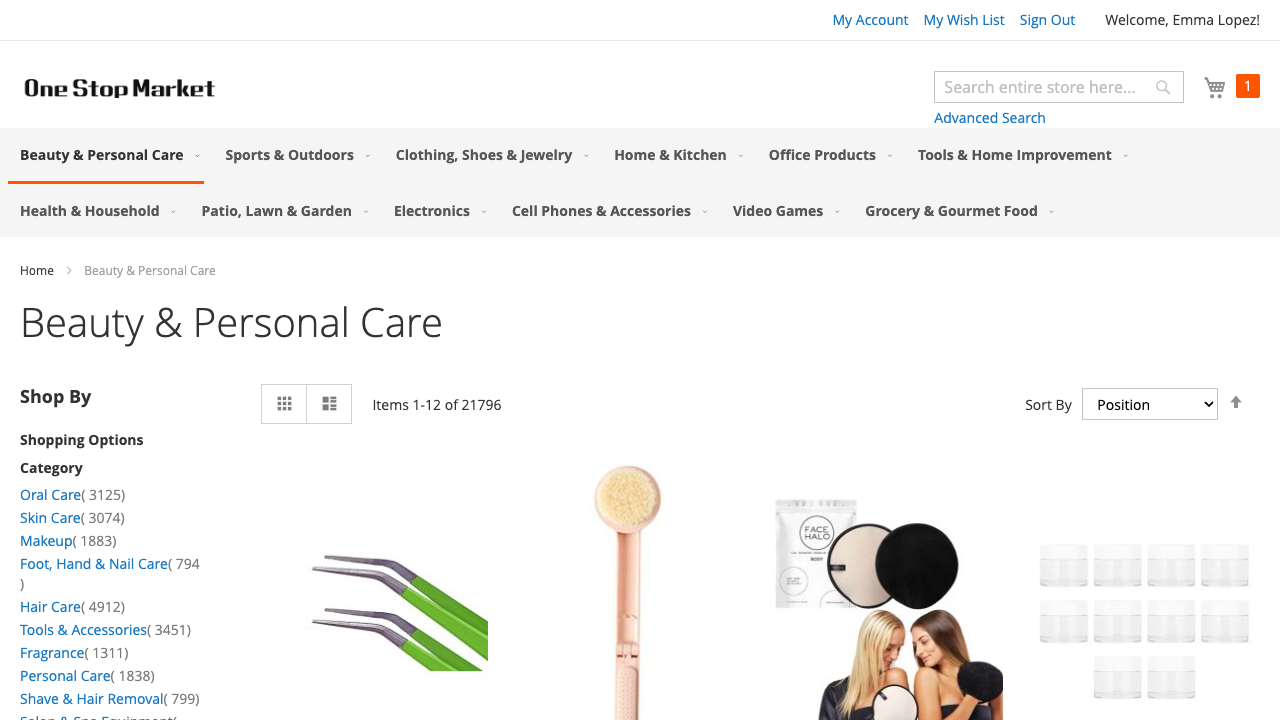 My Account My Wish List Sign Out Welcome, Emma Lopez!
One Stop Market
Search entire store here...
1
Advanced Search
Beauty & Personal Care Sports & Outdoors Clothing, Shoes & Jewelry Home & Kitchen Office Products Tools & Home Improvement
Health & Household Patio, Lawn & Garden Electronics Cell Phones & Accessories Video Games Grocery & Gourmet Food
Home Beauty & Personal Care
Beauty & Personal Care
Shop By
Items 1-12 of 21796
Sort By Position
Shopping Options
Category
Oral Care( 3125)
Skin Care( 3074)
Makeup( 1883)
Foot, Hand & Nail Care( 794
)
Hair Care( 4912)
Tools & Accessories( 3451)
Fragrance( 1311)
Personal Care( 1838)
Shave & Hair Removal( 799)
Salon & Spa Equipment(
FACE
HALO
BODY